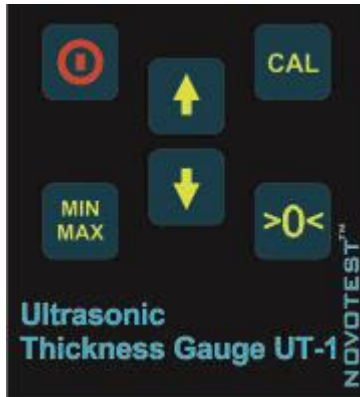 CAL
MIN
MAX
>0<
Ultrasonic
Thickness Gauge UT-1
NOVOTEST™